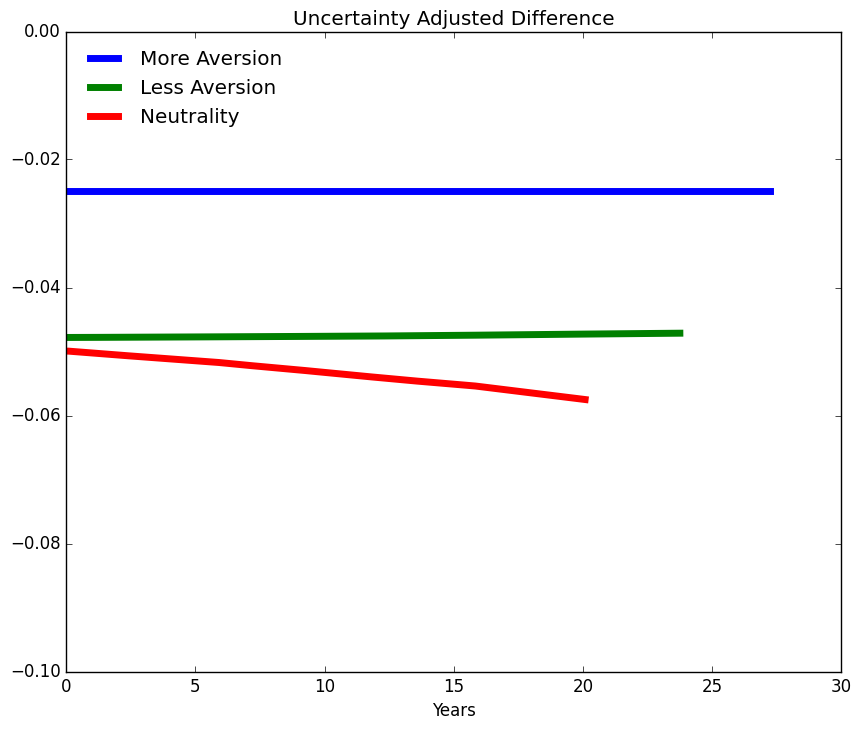 Uncertainty Adjusted Difference
0.00
More Aversion
Less Aversion
Neutrality
−0.02
−0.04
−0.06
−0.08
−0.10
0 5 10 15 20 25 30
Years